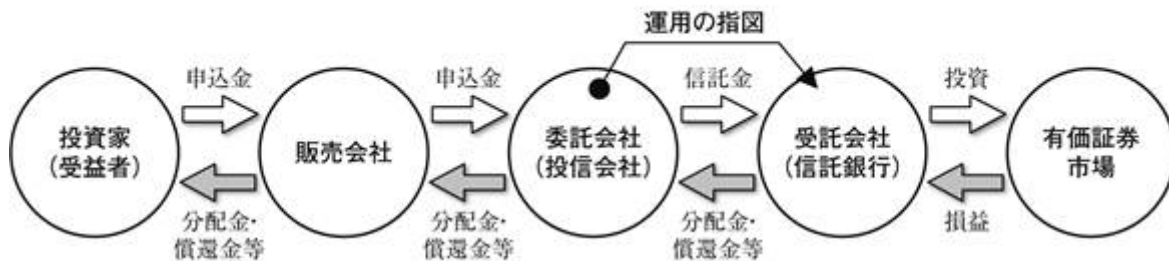 運用の指図
申込金
申込金
信託金
投資
投資家
（受益者）
販売会社
委託会社
（投信会社）
受託会社
（信託銀行）
有価証券
市場
分配金・
償還金等
分配金・
償還金等
分配金・
償還金等
損益